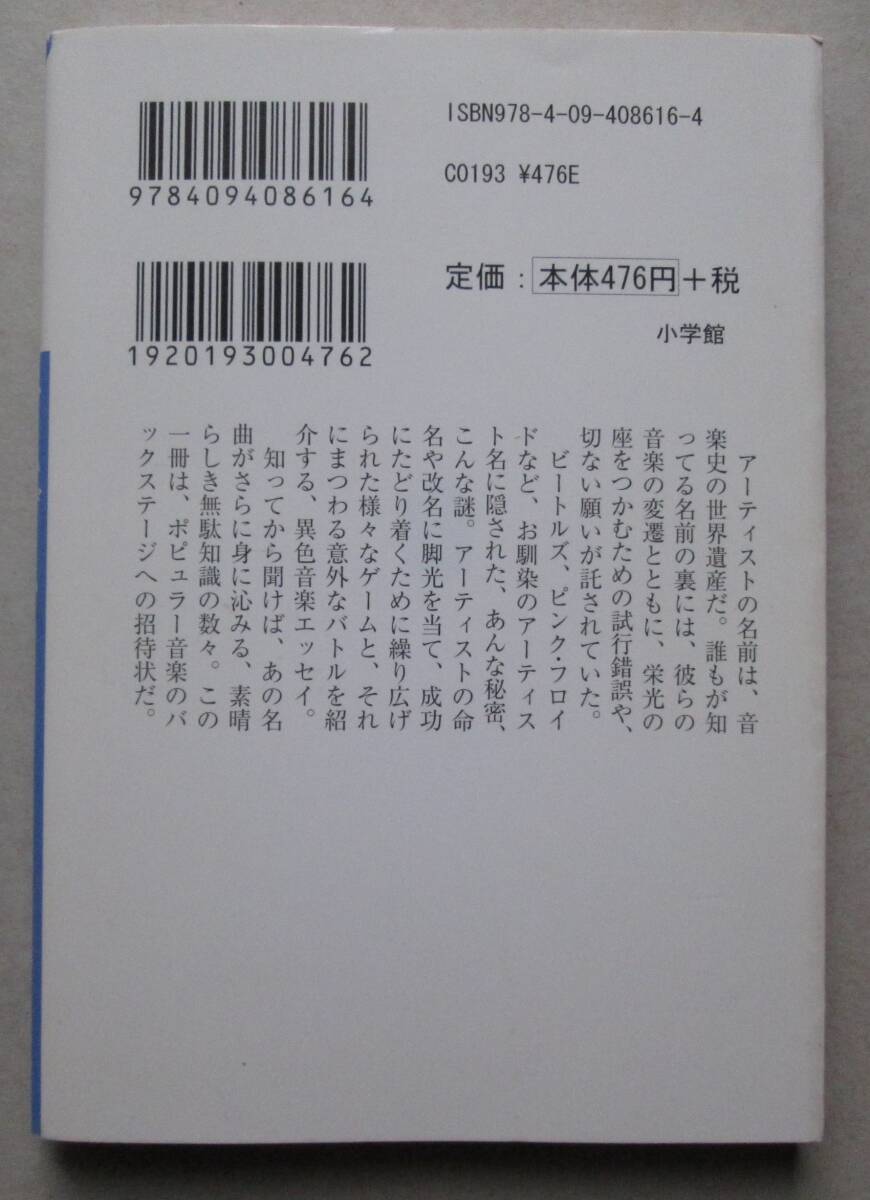 ISBN978-4-09-408616-4
9784094086164
C0193 ¥476E
1920193004762
定価：本体476円＋税
小学館
アーティストの名前は、音
楽史の世界遺産だ。誰もが知
ってる名前の裏には、彼らの
音楽の変遷とともに、栄光の
座をつかむための試行錯誤や、
切ない願いが託されていた。
ビートルズ、ピンク・フロイ
ドなど、お馴染のアーティス
ト名に隠された、あんな秘密、
こんな謎。アーティストの命
名や改名に脚光を当て、成功
にたどり着くために繰り広げ
られた様々なゲームと、それ
にまつわる意外なバトルを紹
介する、異色音楽エッセイ。
知ってから聞けば、あの名
曲がさらに身に沁みる、素晴
らしき無駄知識の数々。この
一冊は、ポピュラー音楽のバ
ックステージへの招待状だ。